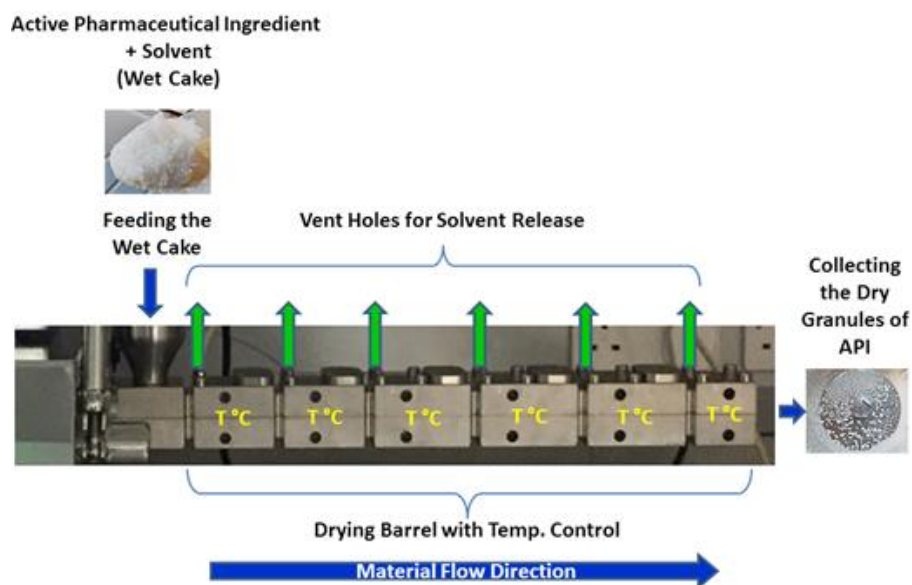 Active Pharmaceutical Ingredient
+ Solvent
(Wet Cake)
Feeding the
Wet Cake
Vent Holes for Solvent Release
Collecting
the Dry
Granules of
API
T °C
T °C
T °C
T °C
T °C
T °C
Drying Barrel with Temp. Control
Material Flow Direction